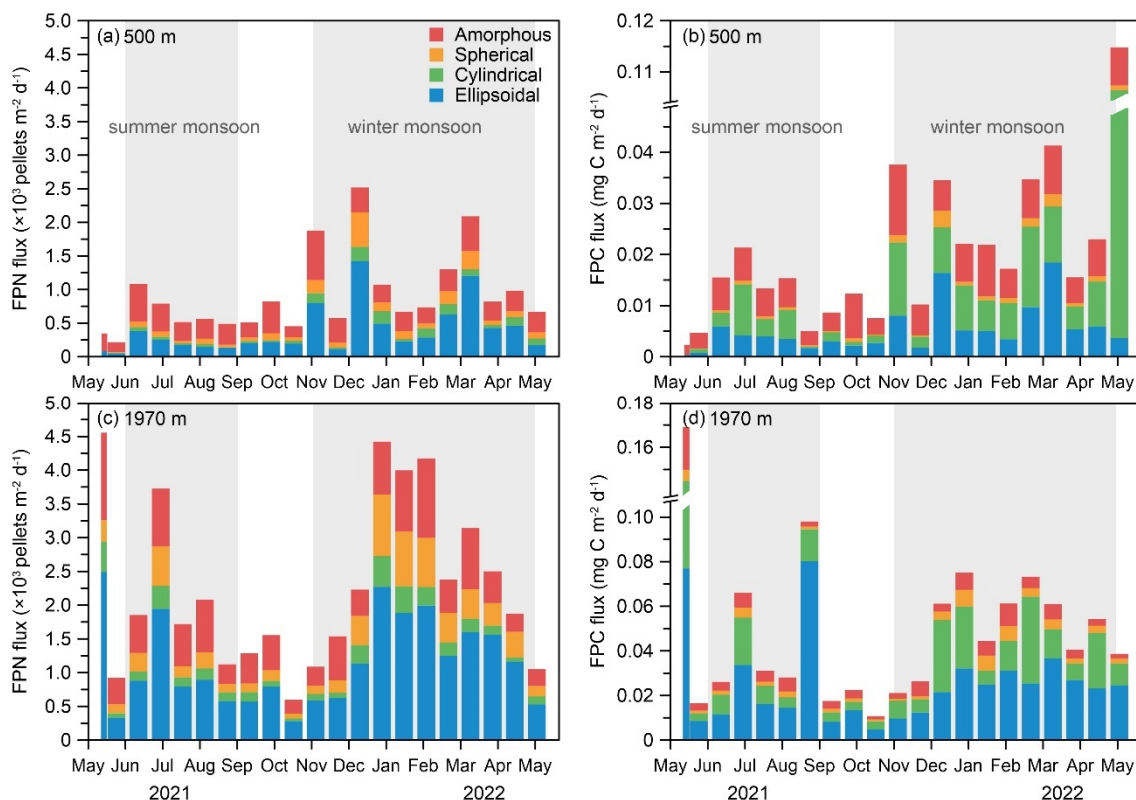 (a) 500 m
Amorphous
Spherical
Cylindrical
Ellipsoidal
summer monsoon
winter monsoon
FPN flux (×10³ pellets m⁻² d⁻¹)
5.0
4.5
4.0
3.5
3.0
2.5
2.0
1.5
1.0
0.5
0
May Jun Jul Aug Sep Oct Nov Dec Jan Feb Mar Apr May
(b) 500 m
summer monsoon
winter monsoon
FPC flux (mg C m⁻² d⁻¹)
0.12
0.11
0.04
0.03
0.02
0.01
0
May Jun Jul Aug Sep Oct Nov Dec Jan Feb Mar Apr May
(c) 1970 m
FPN flux (×10³ pellets m⁻² d⁻¹)
5.0
4.5
4.0
3.5
3.0
2.5
2.0
1.5
1.0
0.5
0
May Jun Jul Aug Sep Oct Nov Dec Jan Feb Mar Apr May
2021 2022
(d) 1970 m
FPC flux (mg C m⁻² d⁻¹)
0.18
0.16
0.10
0.08
0.06
0.04
0.02
0
May Jun Jul Aug Sep Oct Nov Dec Jan Feb Mar Apr May
2021 2022